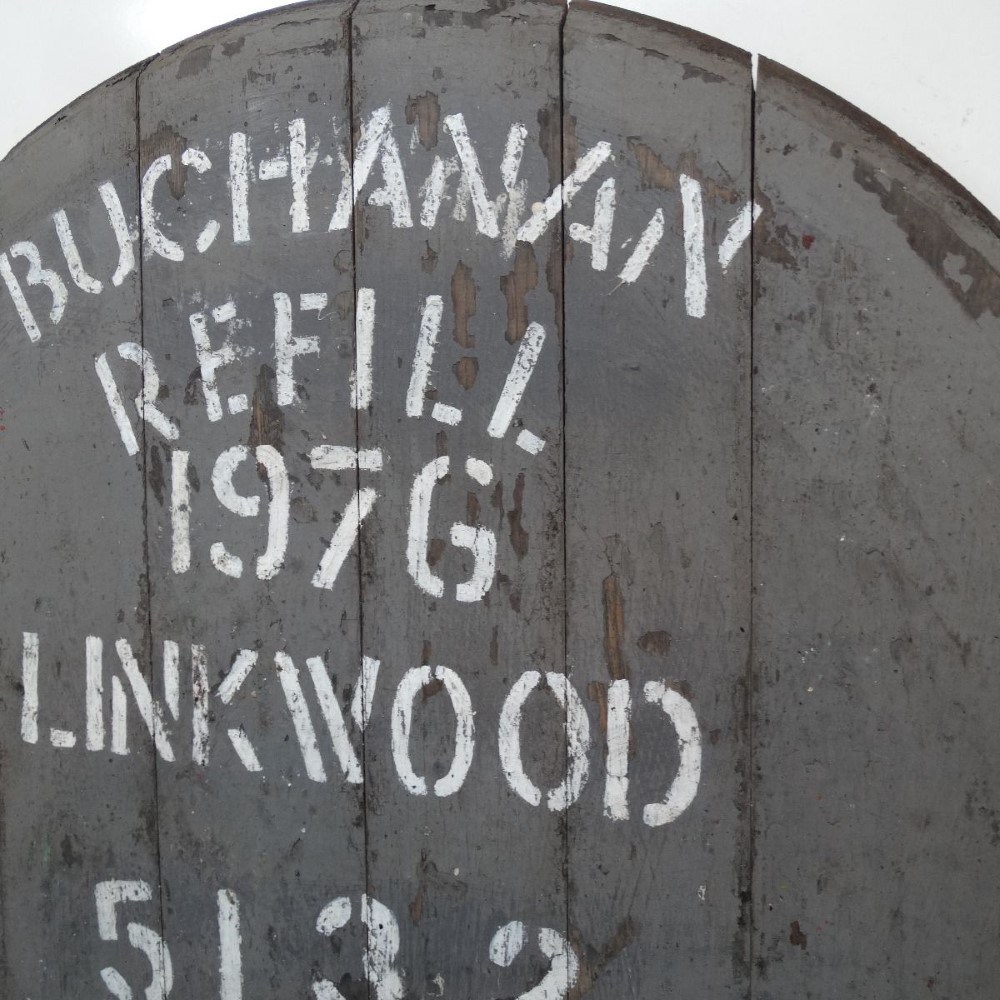 BUCHANAN
REFILL
1976
LINKWOOD
5132